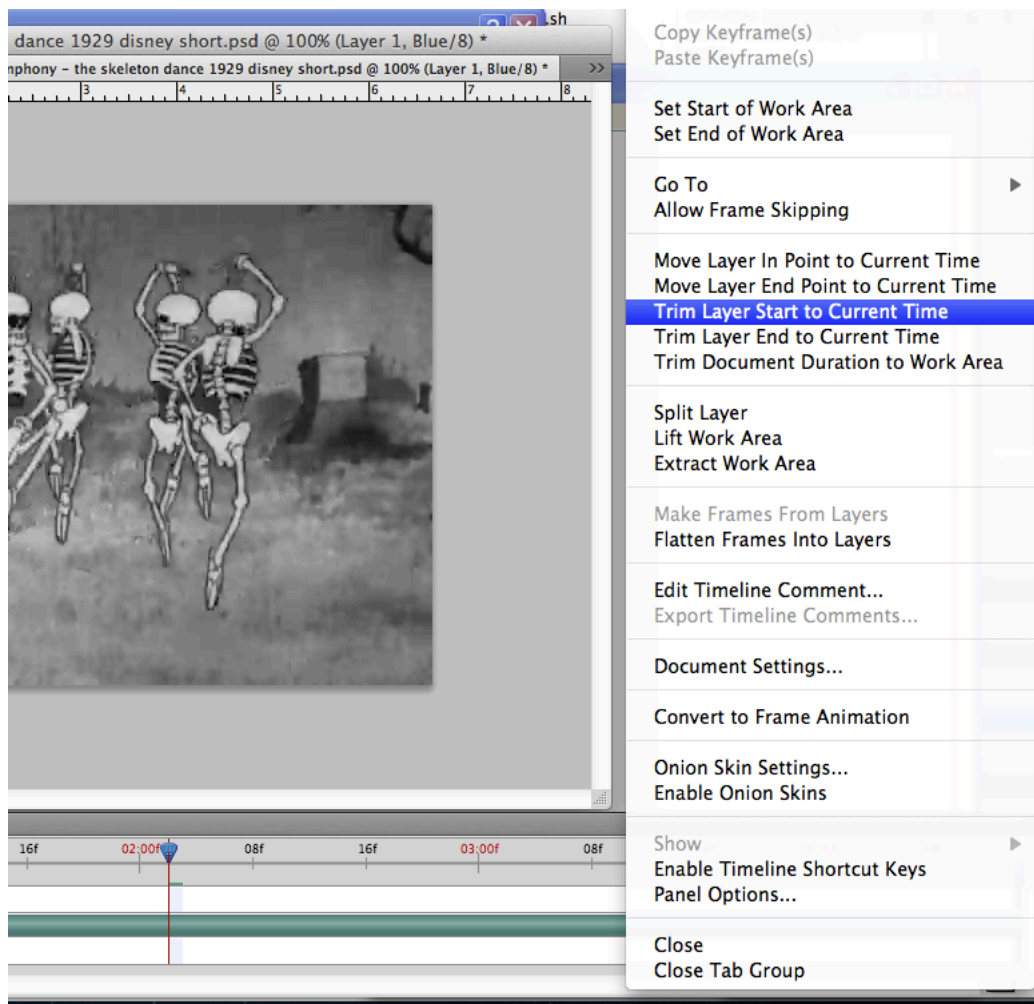 .sh
dance 1929 disney short.psd @ 100% (Layer 1, Blue/8) *
nphony – the skeleton dance 1929 disney short.psd @ 100% (Layer 1, Blue/8) * >>
3 4 5 6 7 8
16f 02:00f 08f 16f 03:00f 08f
Copy Keyframe(s)
Paste Keyframe(s)
Set Start of Work Area
Set End of Work Area
Go To
Allow Frame Skipping
Move Layer In Point to Current Time
Move Layer End Point to Current Time
Trim Layer Start to Current Time
Trim Layer End to Current Time
Trim Document Duration to Work Area
Split Layer
Lift Work Area
Extract Work Area
Make Frames From Layers
Flatten Frames Into Layers
Edit Timeline Comment...
Export Timeline Comments...
Document Settings...
Convert to Frame Animation
Onion Skin Settings...
Enable Onion Skins
Show
Enable Timeline Shortcut Keys
Panel Options...
Close
Close Tab Group